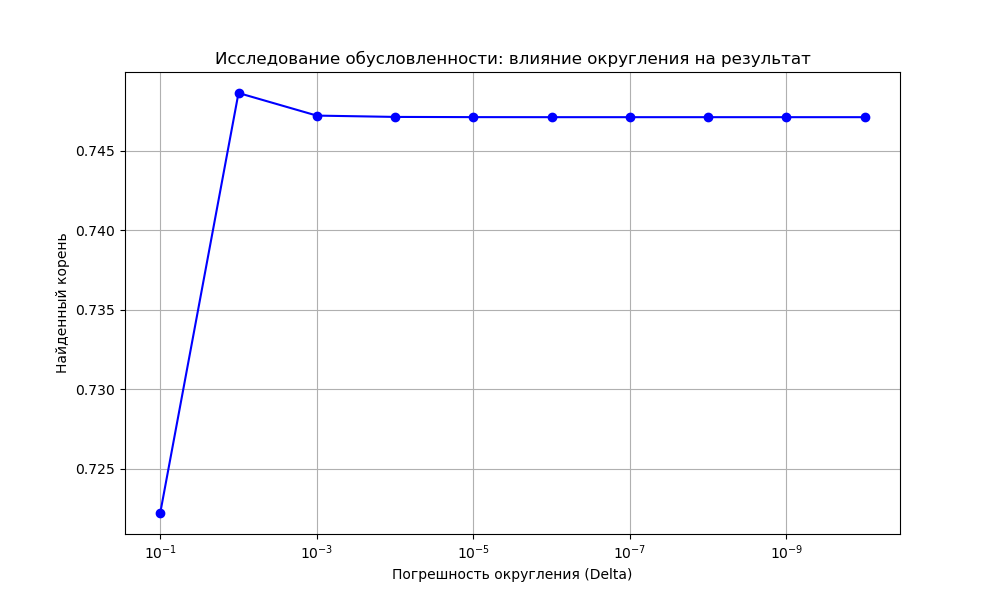 Исследование обусловленности: влияние округления на результат
Найденный корень
0.745
0.740
0.735
0.730
0.725
10⁻¹ 10⁻³ 10⁻⁵ 10⁻⁷ 10⁻⁹
Погрешность округления (Delta)